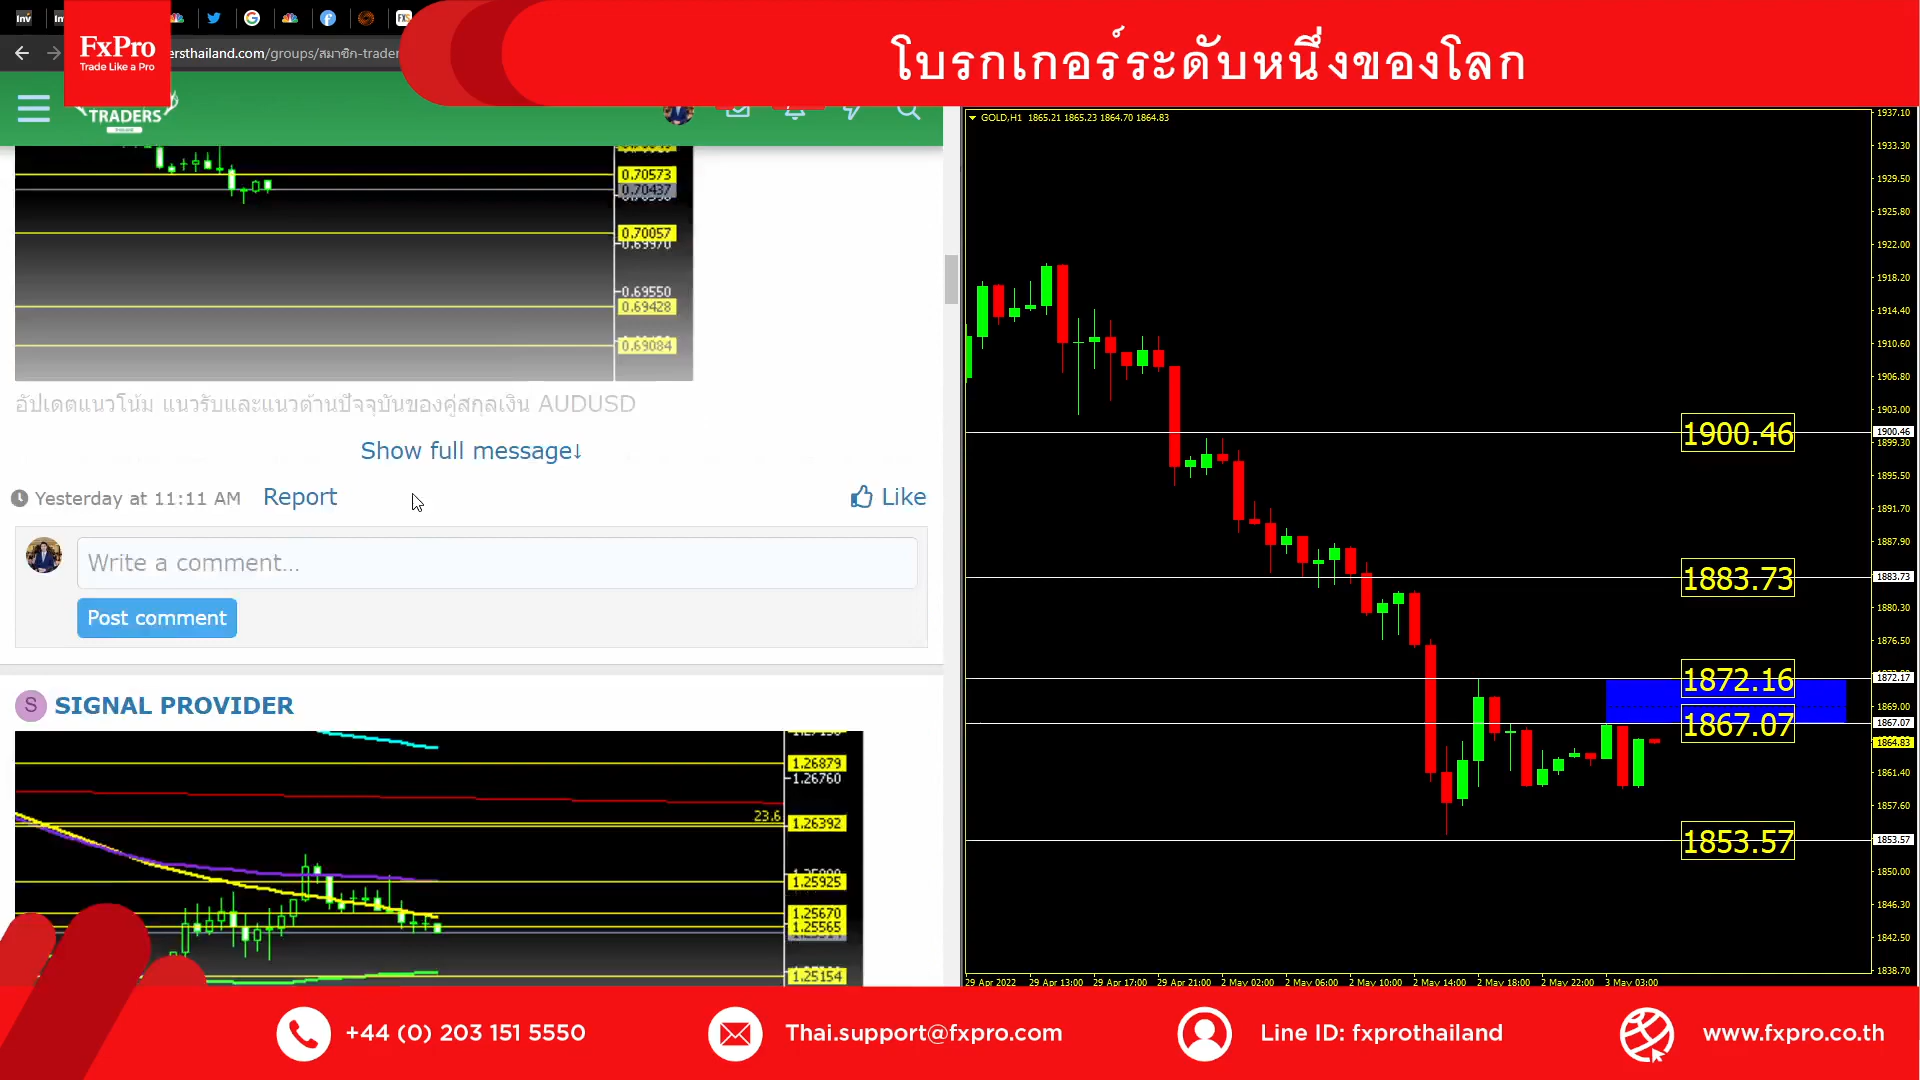 FxPro
Trade Like a Pro
โบรกเกอร์ระดับหนึ่งของโลก
ersthailand.com/groups/สมาชิก-trader
TRADERS
0.70573
0.70437
0.70057
0.69970
0.69550
0.69428
0.69084
อัปเดตแนวโน้ม แนวรับและแนวต้านปัจจุบันของคู่สกุลเงิน AUDUSD
Show full message↓
Yesterday at 11:11 AM Report
Like
Write a comment...
Post comment
S SIGNAL PROVIDER
1.26879
1.26760
23.6
1.26392
1.25925
1.25670
1.25565
1.25154
GOLD,H1 1865.21 1865.23 1864.70 1864.83
1900.46
1883.73
1872.16
1867.07
1853.57
1937.10
1933.30
1929.50
1925.80
1922.00
1918.20
1914.40
1910.60
1906.80
1903.00
1900.46
1899.30
1895.50
1891.70
1887.90
1883.73
1880.30
1876.50
1872.17
1869.00
1867.07
1864.83
1861.40
1857.60
1853.57
1850.00
1846.30
1842.50
1838.70
29 Apr 2022 29 Apr 13:00 29 Apr 17:00 29 Apr 21:00 2 May 02:00 2 May 06:00 2 May 10:00 2 May 14:00 2 May 18:00 2 May 22:00 3 May 03:00
+44 (0) 203 151 5550
Thai.support@fxpro.com
Line ID: fxprothailand
www.fxpro.co.th